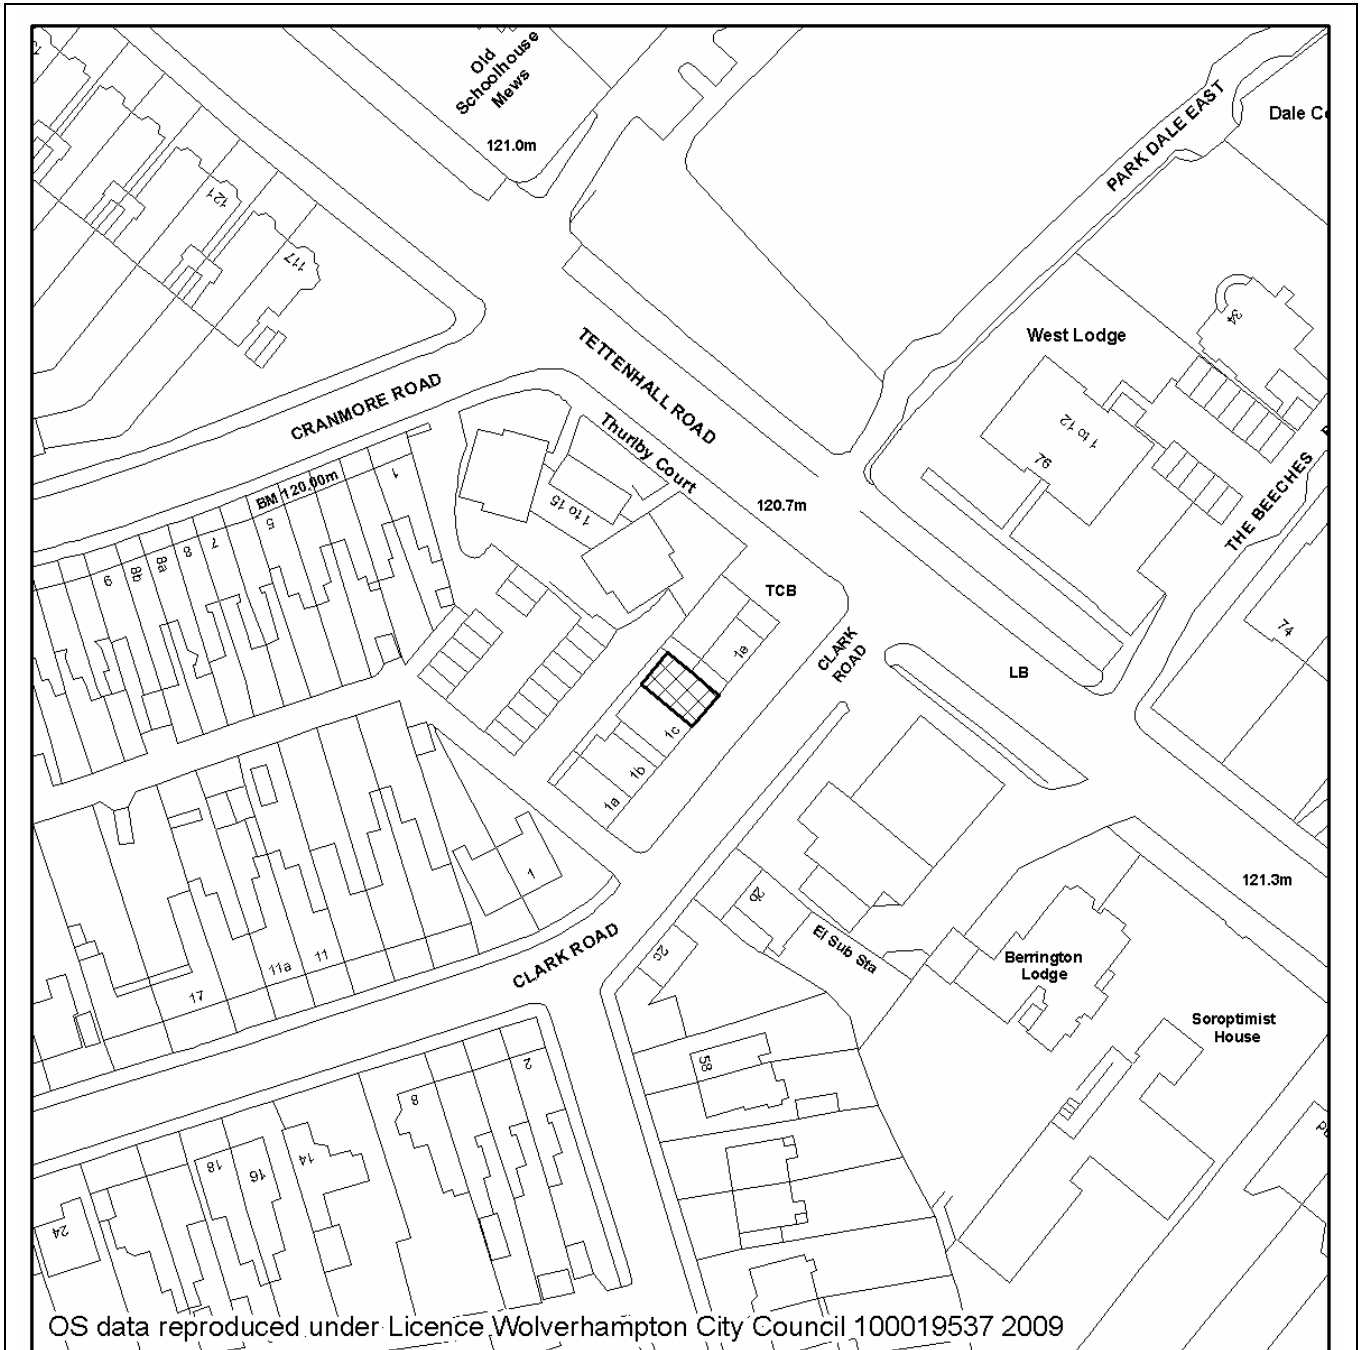 Old
Schoolhouse
Mews
121.0m
PARK DALE EAST
Dale C
121
117
34
West Lodge
TETTENHALL ROAD
CRANMORE ROAD
Thurlby Court
1 to 12
76
BM 120.00m
1
5
7
8
8a
8b
9
1 to 15
120.7m
THE BEECHES
TCB
74
CLARK
ROAD
1e
LB
1c
1b
1a
1
2b
121.3m
El Sub Sta
2c
CLARK ROAD
Berrington
Lodge
11
11a
17
Soroptimist
House
2
58
8
14
16
18
24
OS data reproduced under Licence Wolverhampton City Council 100019537 2009